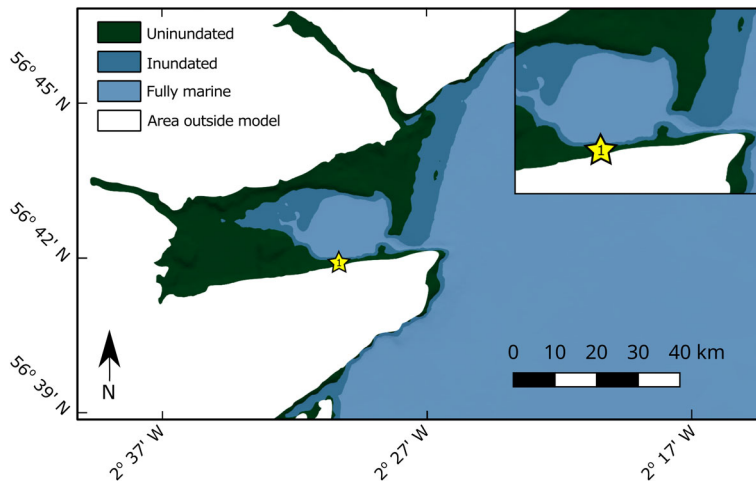 Uninundated
Inundated
Fully marine
Area outside model
56° 45' N
56° 42' N
56° 39' N
1
1
N
0 10 20 30 40 km
2° 37' W
2° 27' W
2° 17' W